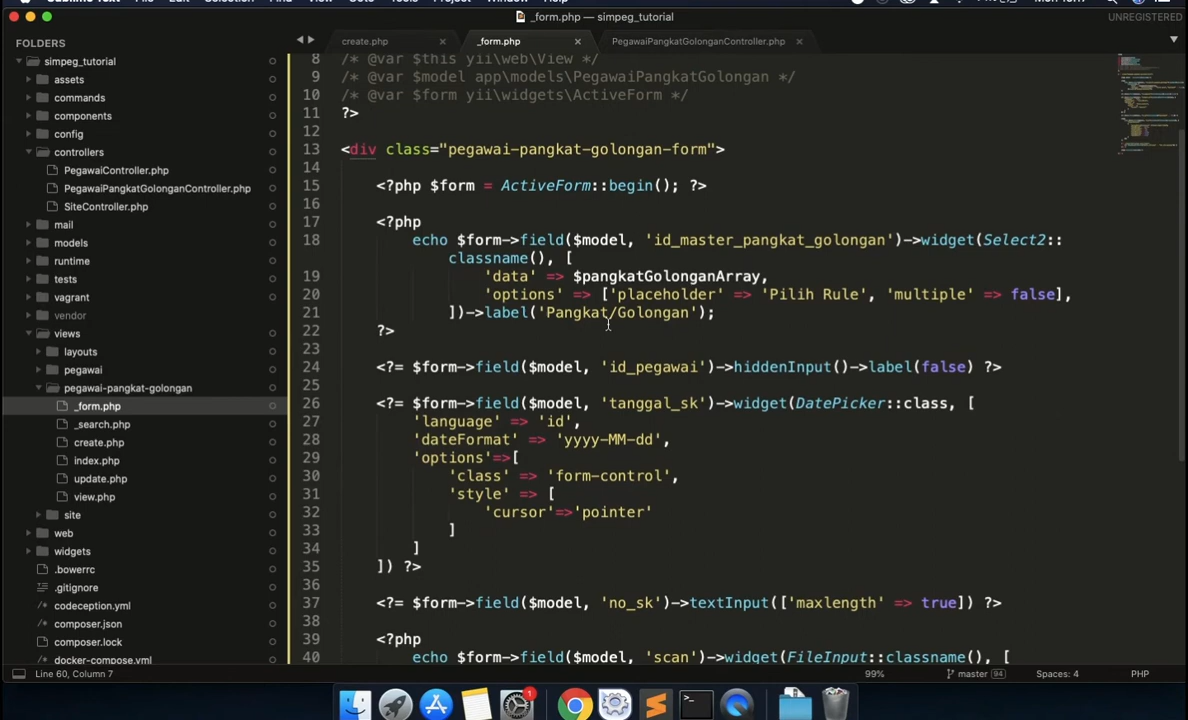 _form.php — simpeg_tutorial
UNREGISTERED
FOLDERS
simpeg_tutorial
assets
commands
components
config
controllers
PegawaiController.php
PegawaiPangkatGolonganController.php
SiteController.php
mail
models
runtime
tests
vagrant
vendor
views
layouts
pegawai
pegawai-pangkat-golongan
_form.php
_search.php
create.php
index.php
update.php
view.php
site
web
widgets
.bowerrc
.gitignore
codeception.yml
composer.json
composer.lock
docker-compose.yml
create.php
_form.php
PegawaiPangkatGolonganController.php
8 /* @var $this yii\web\View */
9 /* @var $model app\models\PegawaiPangkatGolongan */
10 /* @var $form yii\widgets\ActiveForm */
11 ?>
12
13 <div class="pegawai-pangkat-golongan-form">
14
15 <?php $form = ActiveForm::begin(); ?>
16
17 <?php
18 echo $form->field($model, 'id_master_pangkat_golongan')->widget(Select2::
classname(), [
19 'data' => $pangkatGolonganArray,
20 'options' => ['placeholder' => 'Pilih Rule', 'multiple' => false],
21 ])->label('Pangkat/Golongan');
22 ?>
23
24 <?= $form->field($model, 'id_pegawai')->hiddenInput()->label(false) ?>
25
26 <?= $form->field($model, 'tanggal_sk')->widget(DatePicker::class, [
27 'language' => 'id',
28 'dateFormat' => 'yyyy-MM-dd',
29 'options'=>[
30 'class' => 'form-control',
31 'style' => [
32 'cursor'=>'pointer'
33 ]
34 ]
35 ]) ?>
36
37 <?= $form->field($model, 'no_sk')->textInput(['maxlength' => true]) ?>
38
39 <?php
40 echo $form->field($model, 'scan')->widget(FileInput::classname(), [
Line 60, Column 7
99%
master 94
Spaces: 4
PHP
1